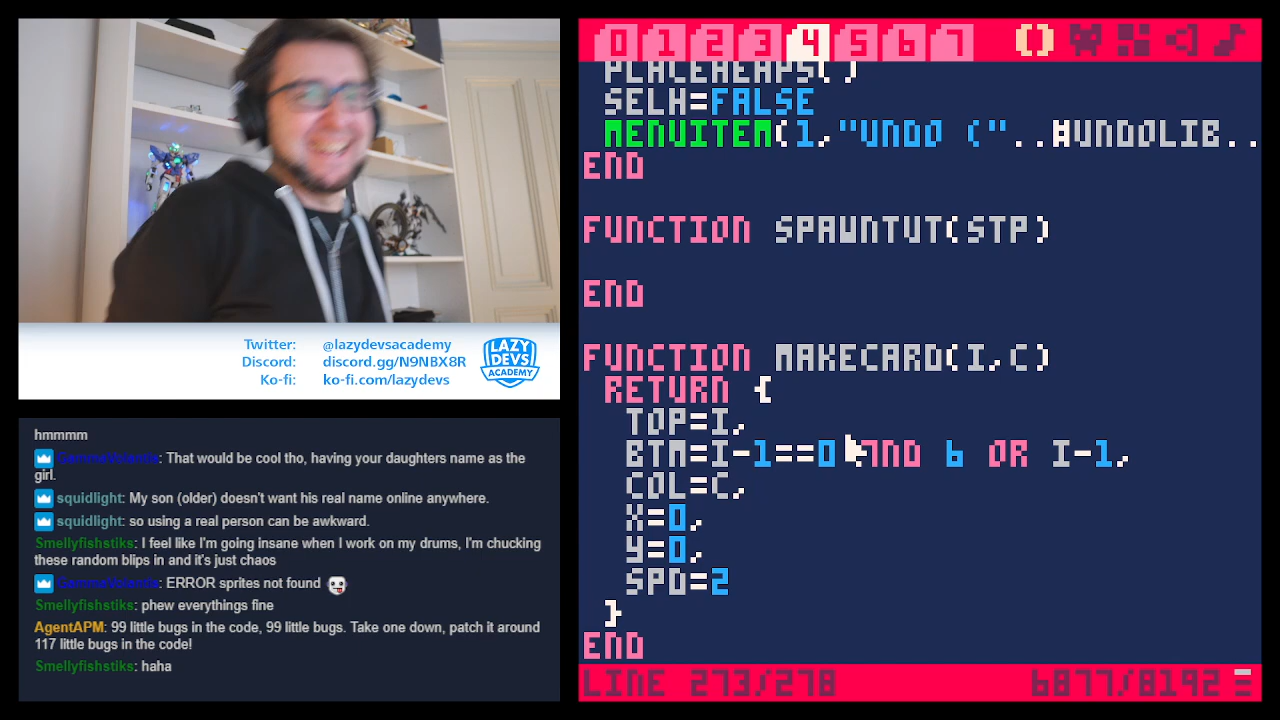 Twitter: @lazydevsacademy
Discord: discord.gg/N9NBX8R
Ko-fi: ko-fi.com/lazydevs
LAZY
DEVS
ACADEMY
hmmmm
GammaVolantis: That would be cool tho, having your daughters name as the
girl.
squidlight: My son (older) doesn't want his real name online anywhere.
squidlight: so using a real person can be awkward.
Smellyfishstiks: I feel like I'm going insane when I work on my drums, I'm chucking
these random blips in and it's just chaos
GammaVolantis: ERROR sprites not found
Smellyfishstiks: phew everythings fine
AgentAPM: 99 little bugs in the code, 99 little bugs. Take one down, patch it around
117 little bugs in the code!
Smellyfishstiks: haha
0 1 2 3 4 5 6 7 ()
PLACEHEAPS()
SELH=FALSE
MENUITEM(1,"UNDO ("..#UNDOLIB..
END
FUNCTION SPAWNTUT(STP)
END
FUNCTION MAKECARD(I,C)
RETURN {
TOP=I,
BTM=I-1==0 AND 6 OR I-1,
COL=C,
X=0,
Y=0,
SPD=2
}
END
LINE 273/278 6877/8192